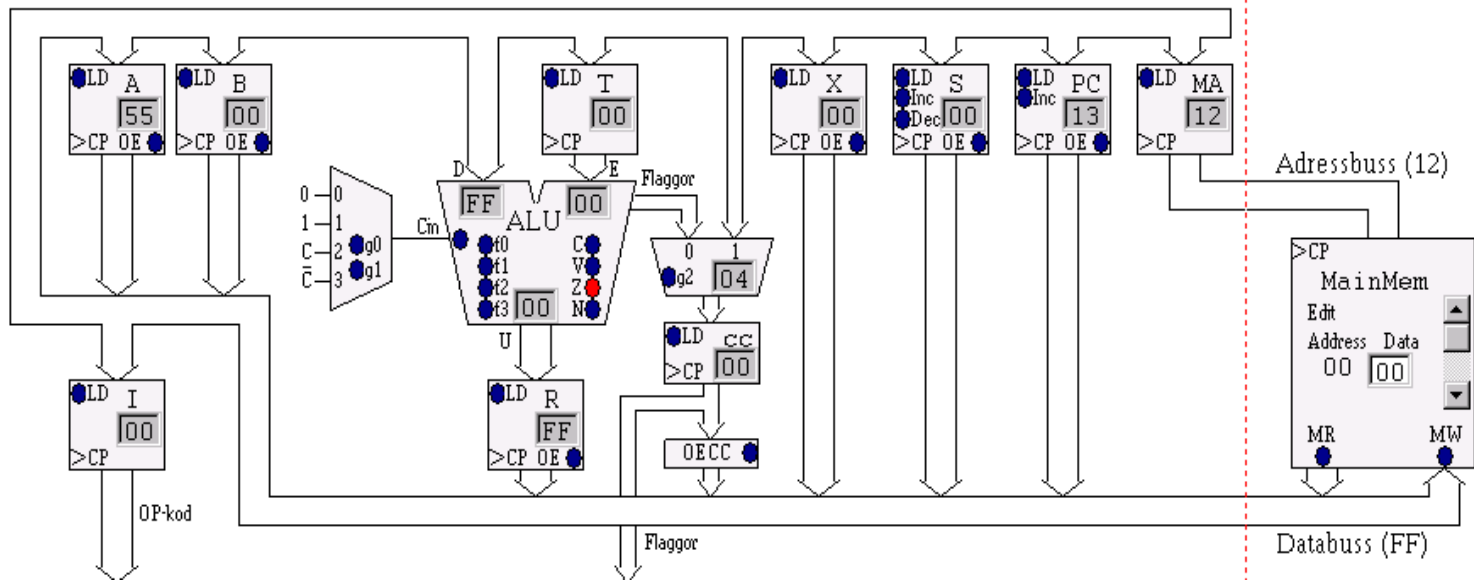 LD A 55 >CP OE
LD B 00 >CP OE
LD T 00 >CP
LD X 00 >CP OE
LD Inc Dec S 00 >CP OE
LD Inc PC 13 >CP OE
LD MA 12 >CP
Adressbuss (12)
0 0
1 1
C 2 g0
C̅ 3 g1
Cin
D E
FF 00
ALU
f0 C
f1 V
f2 Z
f3 00 N
U
Flaggor
0 1
g2 04
LD CC
>CP 00
OECC
LD R
FF
>CP OE
LD I
00
>CP
OP-kod
Flaggor
>CP
MainMem
Edit
Address Data
00 00
MR MW
Databuss (FF)